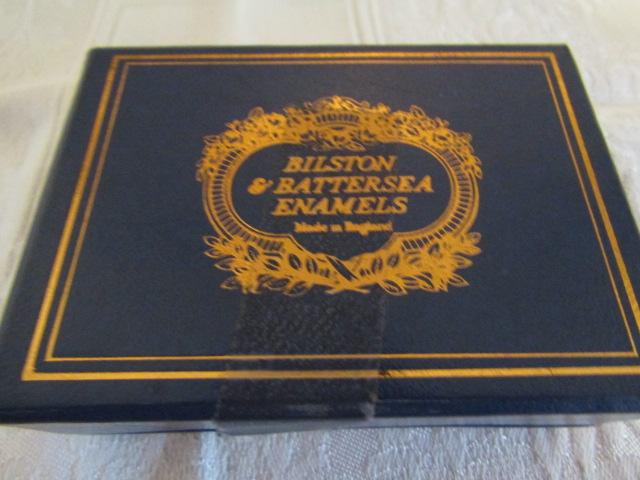 BILSTON
& BATTERSEA
ENAMELS
Made in England